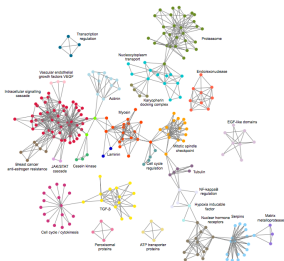 Proteasome
Transcription
regulation
Nucleocytoplasm
transport
Vascular endothelial
growth factors VEGF
Actinin
Endonucleases
Intracellular signalling
cascade
Karyopherin
docking complex
Myosin
EGF-like domains
Mitotic spindle
checkpoint
Laminin
Breast cancer
anti-estrogen resistance
JAK/STAT
cascade
Casein kinase
Cell cycle
regulation
Tubulin
NF-kappaB
regulation
Hypoxia inducible
factor
TGF-β
Nuclear hormone
receptors
Serpins
Matrix
metalloproteases
Cell cycle / cytokinesis
Peroxisomal
proteins
ATP transporter
proteins